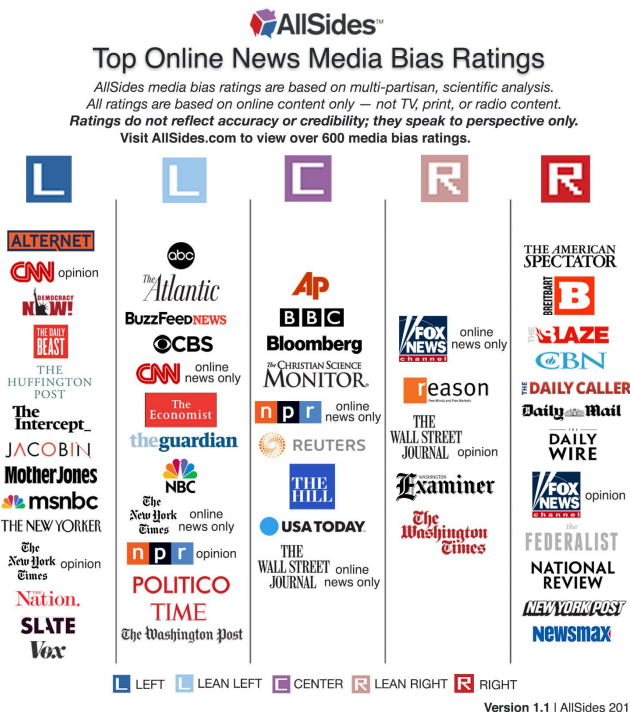 AllSides™
Top Online News Media Bias Ratings
AllSides media bias ratings are based on multi-partisan, scientific analysis.
All ratings are based on online content only — not TV, print, or radio content.
Ratings do not reflect accuracy or credibility; they speak to perspective only.
Visit AllSides.com to view over 600 media bias ratings.
L
L
C
R
R
ALTERNET
CNN opinion
DEMOCRACY
NOW!
THE DAILY
BEAST
THE
HUFFINGTON
POST
The
Intercept_
JACOBIN
Mother Jones
msnbc
THE NEW YORKER
The
New York
Times
opinion
THE
Nation.
SLATE
Vox
abc
The
Atlantic
BuzzFeed NEWS
CBS
CNN online
news only
The
Economist
theguardian
NBC
The
New York
Times
online
news only
npr opinion
POLITICO
TIME
The Washington Post
AP
BBC
Bloomberg
The CHRISTIAN SCIENCE
MONITOR
npr online
news only
REUTERS
THE
HILL
USA TODAY
THE
WALL STREET
JOURNAL
online
news only
FOX
NEWS
channel
online
news only
reason
Free Minds and Free Markets
THE
WALL STREET
JOURNAL opinion
WASHINGTON
Examiner
The
Washington
Times
THE AMERICAN
SPECTATOR
BREITBART
B
THE
BLAZE
CBN
THE DAILY CALLER
Daily Mail
THE
DAILY
WIRE
FOX
NEWS
channel
opinion
the
FEDERALIST
NATIONAL
REVIEW
NEW YORK POST
Newsmax
L LEFT
L LEAN LEFT
C CENTER
R LEAN RIGHT
R RIGHT
Version 1.1 | AllSides 201